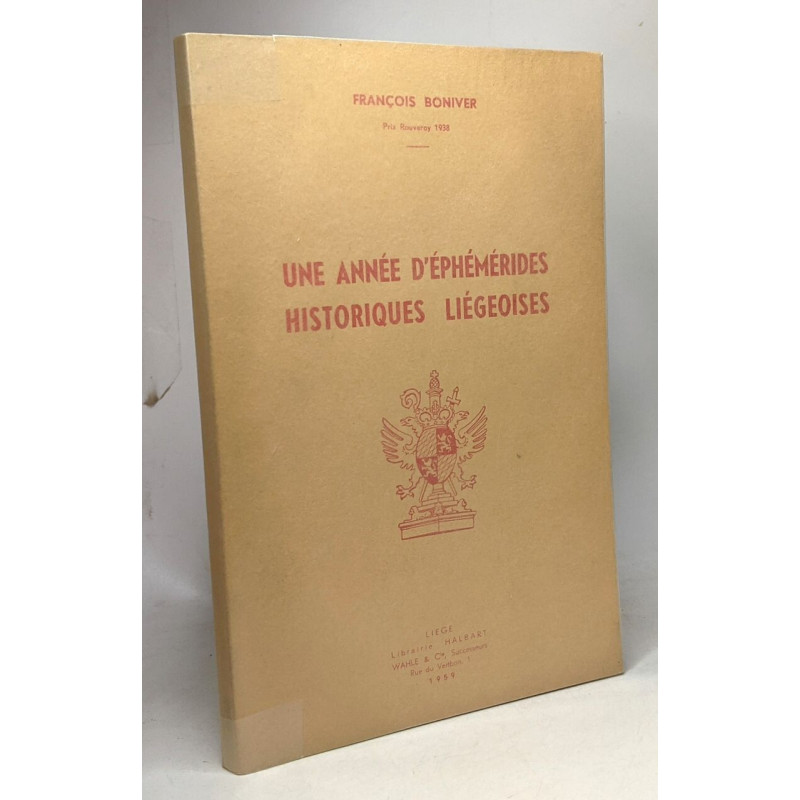 FRANÇOIS BONIVER
Prix Rouveroy 1938
UNE ANNÉE D'ÉPHÉMÉRIDES
HISTORIQUES LIÉGEOISES
LIEGE
Librairie HALBART
WAHLE & Cie, Successeurs
Rue du Vertbois, 1
1959